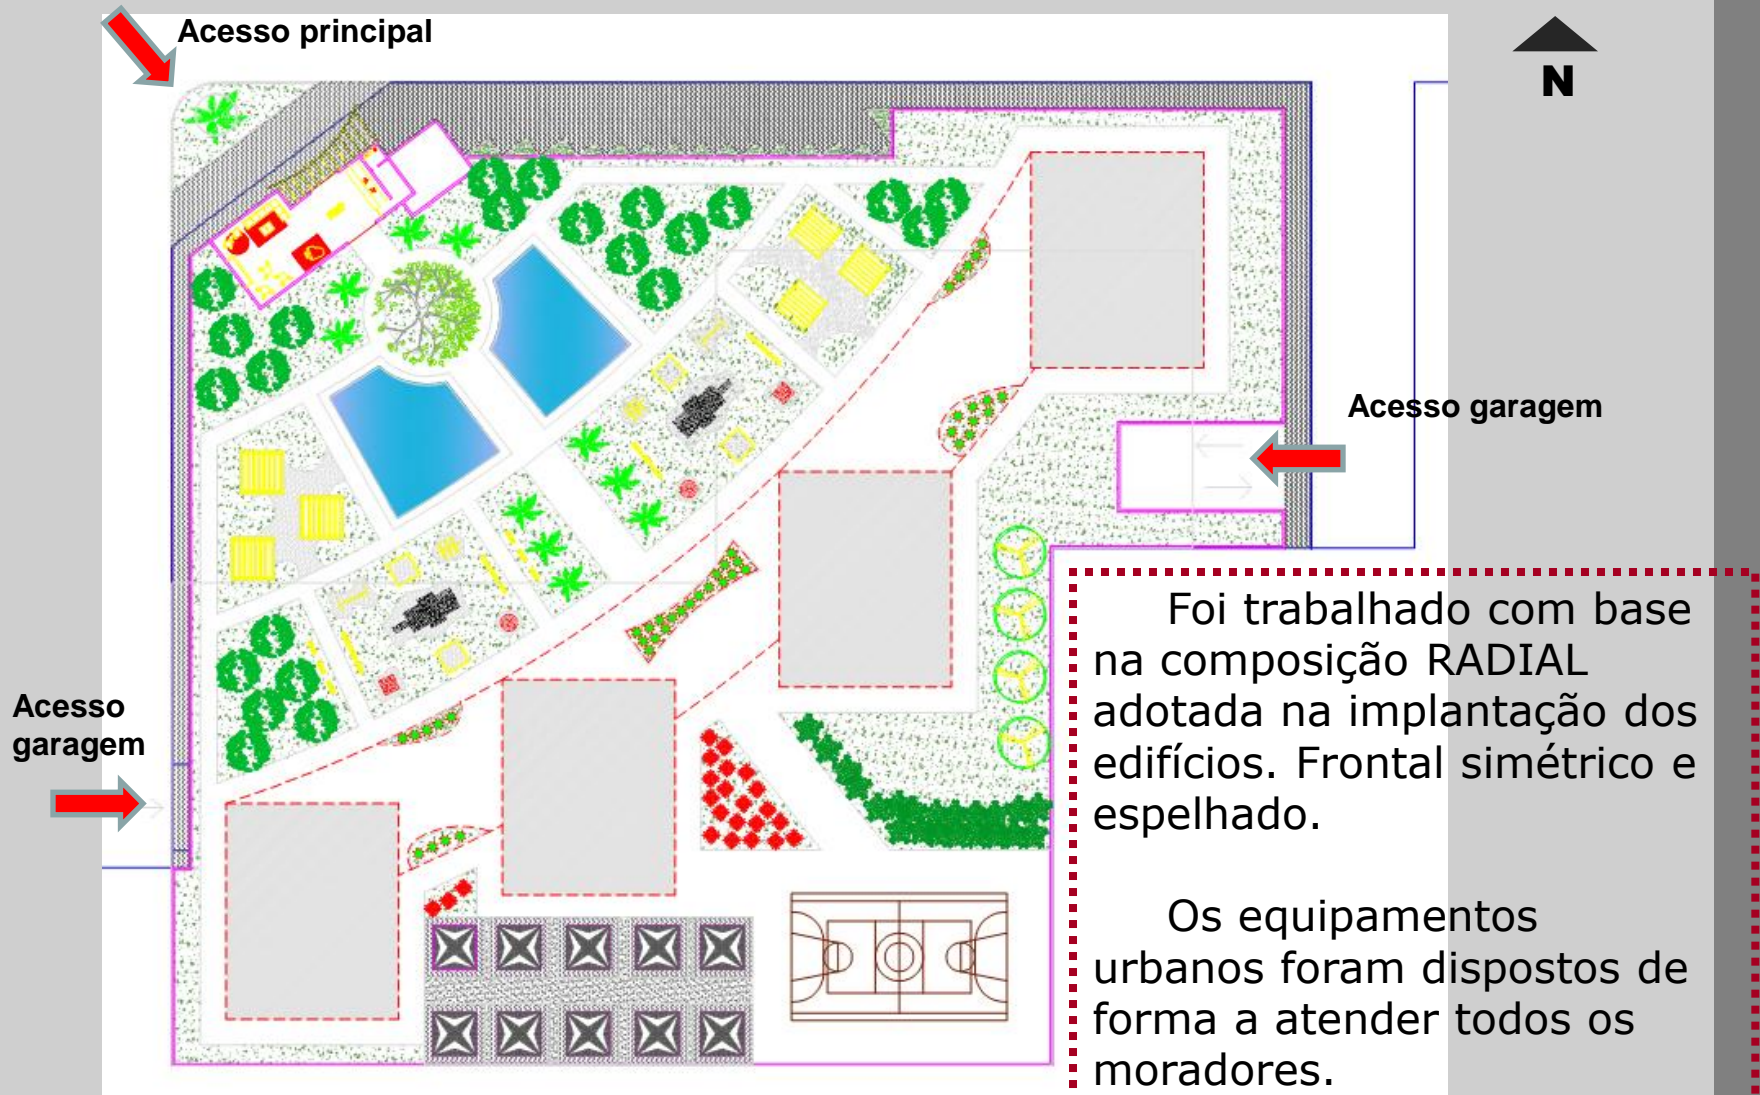 Acesso principal
N
Acesso garagem
Acesso
garagem
Foi trabalhado com base
na composição RADIAL
adotada na implantação dos
edifícios. Frontal simétrico e
espelhado.
Os equipamentos
urbanos foram dispostos de
forma a atender todos os
moradores.